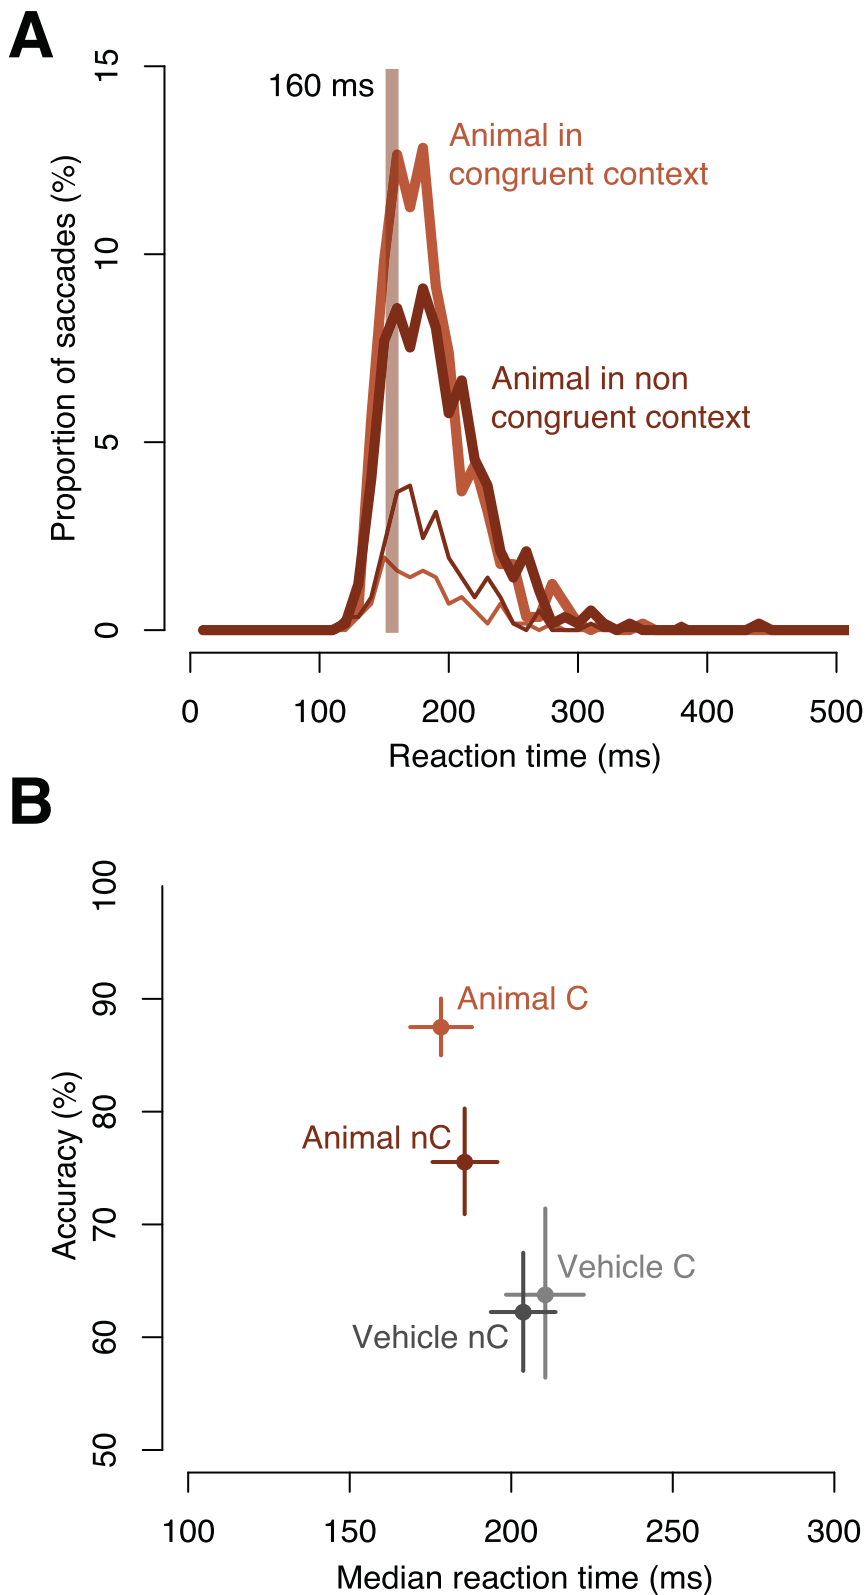 A
15
10
5
0
Proportion of saccades (%)
160 ms
Animal in
congruent context
Animal in non
congruent context
0 100 200 300 400 500
Reaction time (ms)
B
100
90
80
70
60
50
Accuracy (%)
Animal C
Animal nC
Vehicle C
Vehicle nC
100 150 200 250 300
Median reaction time (ms)